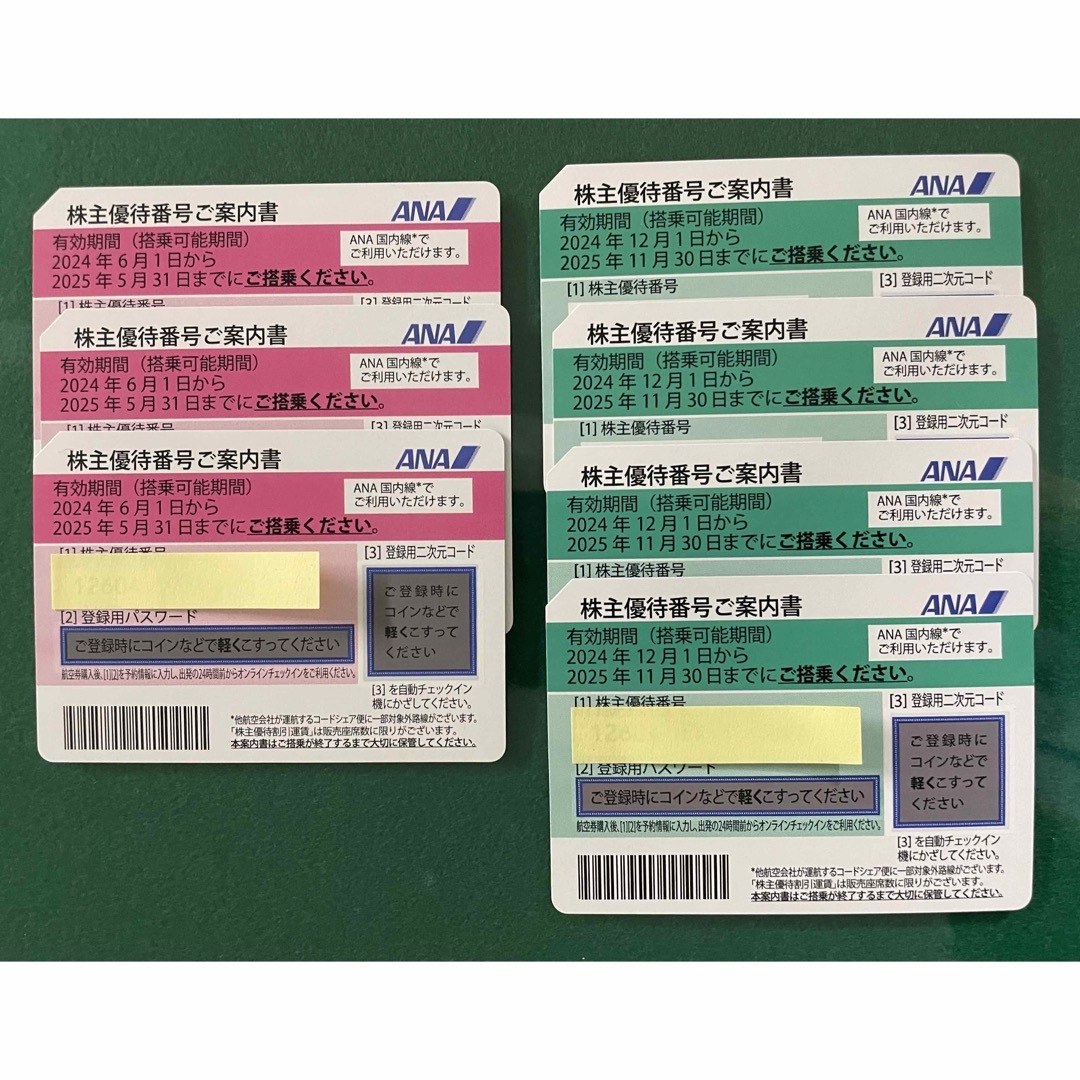 株主優待番号ご案内書
ANA
有効期間（搭乗可能期間）
2024年6月1日から
2025年5月31日までにご搭乗ください。
ANA国内線*で
ご利用いただけます。
[1] 株主優待番号
[3] 登録用二次元コード
株主優待番号ご案内書
ANA
有効期間（搭乗可能期間）
2024年6月1日から
2025年5月31日までにご搭乗ください。
ANA国内線*で
ご利用いただけます。
[1] 株主優待番号
[3] 登録用二次元コード
株主優待番号ご案内書
ANA
有効期間（搭乗可能期間）
2024年6月1日から
2025年5月31日までにご搭乗ください。
ANA国内線*で
ご利用いただけます。
[1] 株主優待番号
[3] 登録用二次元コード
[2] 登録用パスワード
ご登録時にコインなどで軽くこすってください
ご登録時に
コインなどで
軽くこすって
ください
航空券購入後、[1][2]を予約情報に入力し、出発の24時間前からオンラインチェックインをご利用ください。
[3] を自動チェックイン
機にかざしてください。
*他航空会社が運航するコードシェア便に一部対象外路線がございます。
「株主優待割引運賃」は販売座席数に限りがございます。
本案内書はご搭乗が終了するまで大切に保管してください。
株主優待番号ご案内書
ANA
有効期間（搭乗可能期間）
2024年12月1日から
2025年11月30日までにご搭乗ください。
ANA国内線*で
ご利用いただけます。
[1] 株主優待番号
[3] 登録用二次元コード
株主優待番号ご案内書
ANA
有効期間（搭乗可能期間）
2024年12月1日から
2025年11月30日までにご搭乗ください。
ANA国内線*で
ご利用いただけます。
[1] 株主優待番号
[3] 登録用二次元コード
株主優待番号ご案内書
ANA
有効期間（搭乗可能期間）
2024年12月1日から
2025年11月30日までにご搭乗ください。
ANA国内線*で
ご利用いただけます。
[1] 株主優待番号
[3] 登録用二次元コード
株主優待番号ご案内書
ANA
有効期間（搭乗可能期間）
2024年12月1日から
2025年11月30日までにご搭乗ください。
ANA国内線*で
ご利用いただけます。
[1] 株主優待番号
[3] 登録用二次元コード
[2] 登録用パスワード
ご登録時にコインなどで軽くこすってください
ご登録時に
コインなどで
軽くこすって
ください
航空券購入後、[1][2]を予約情報に入力し、出発の24時間前からオンラインチェックインをご利用ください。
[3] を自動チェックイン
機にかざしてください。
*他航空会社が運航するコードシェア便に一部対象外路線がございます。
「株主優待割引運賃」は販売座席数に限りがございます。
本案内書はご搭乗が終了するまで大切に保管してください。